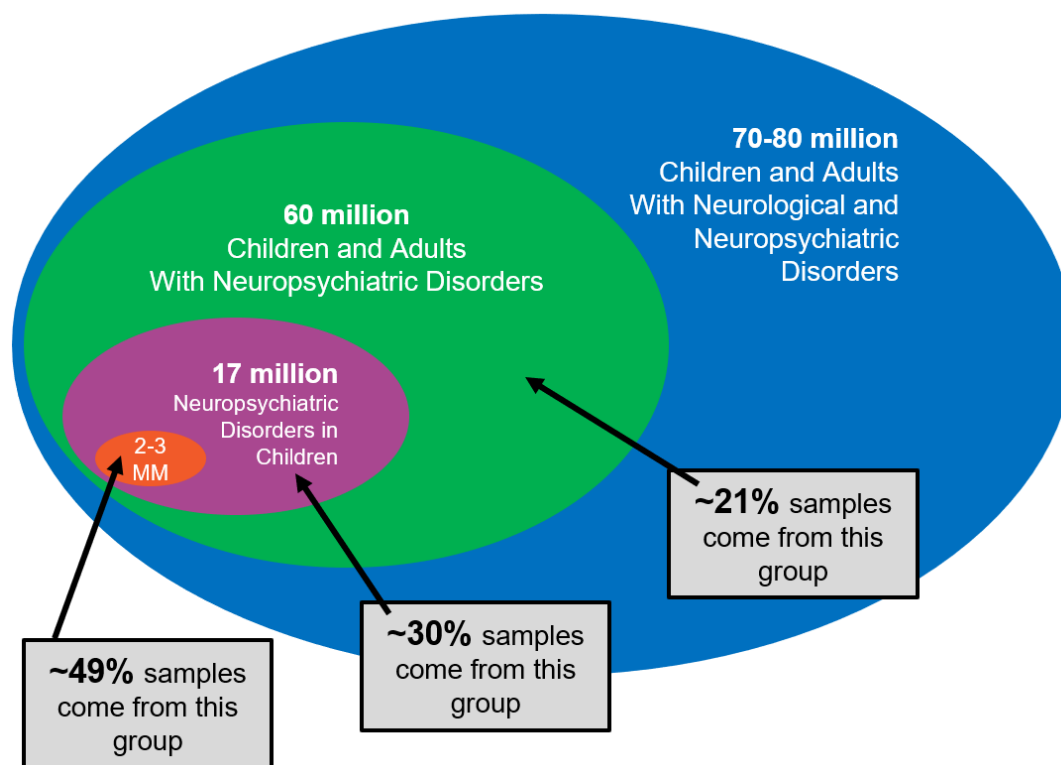 70-80 million
Children and Adults
With Neurological and
Neuropsychiatric
Disorders
60 million
Children and Adults
With Neuropsychiatric Disorders
17 million
Neuropsychiatric
Disorders in
Children
2-3
MM
~21% samples
come from this
group
~30% samples
come from this
group
~49% samples
come from this
group